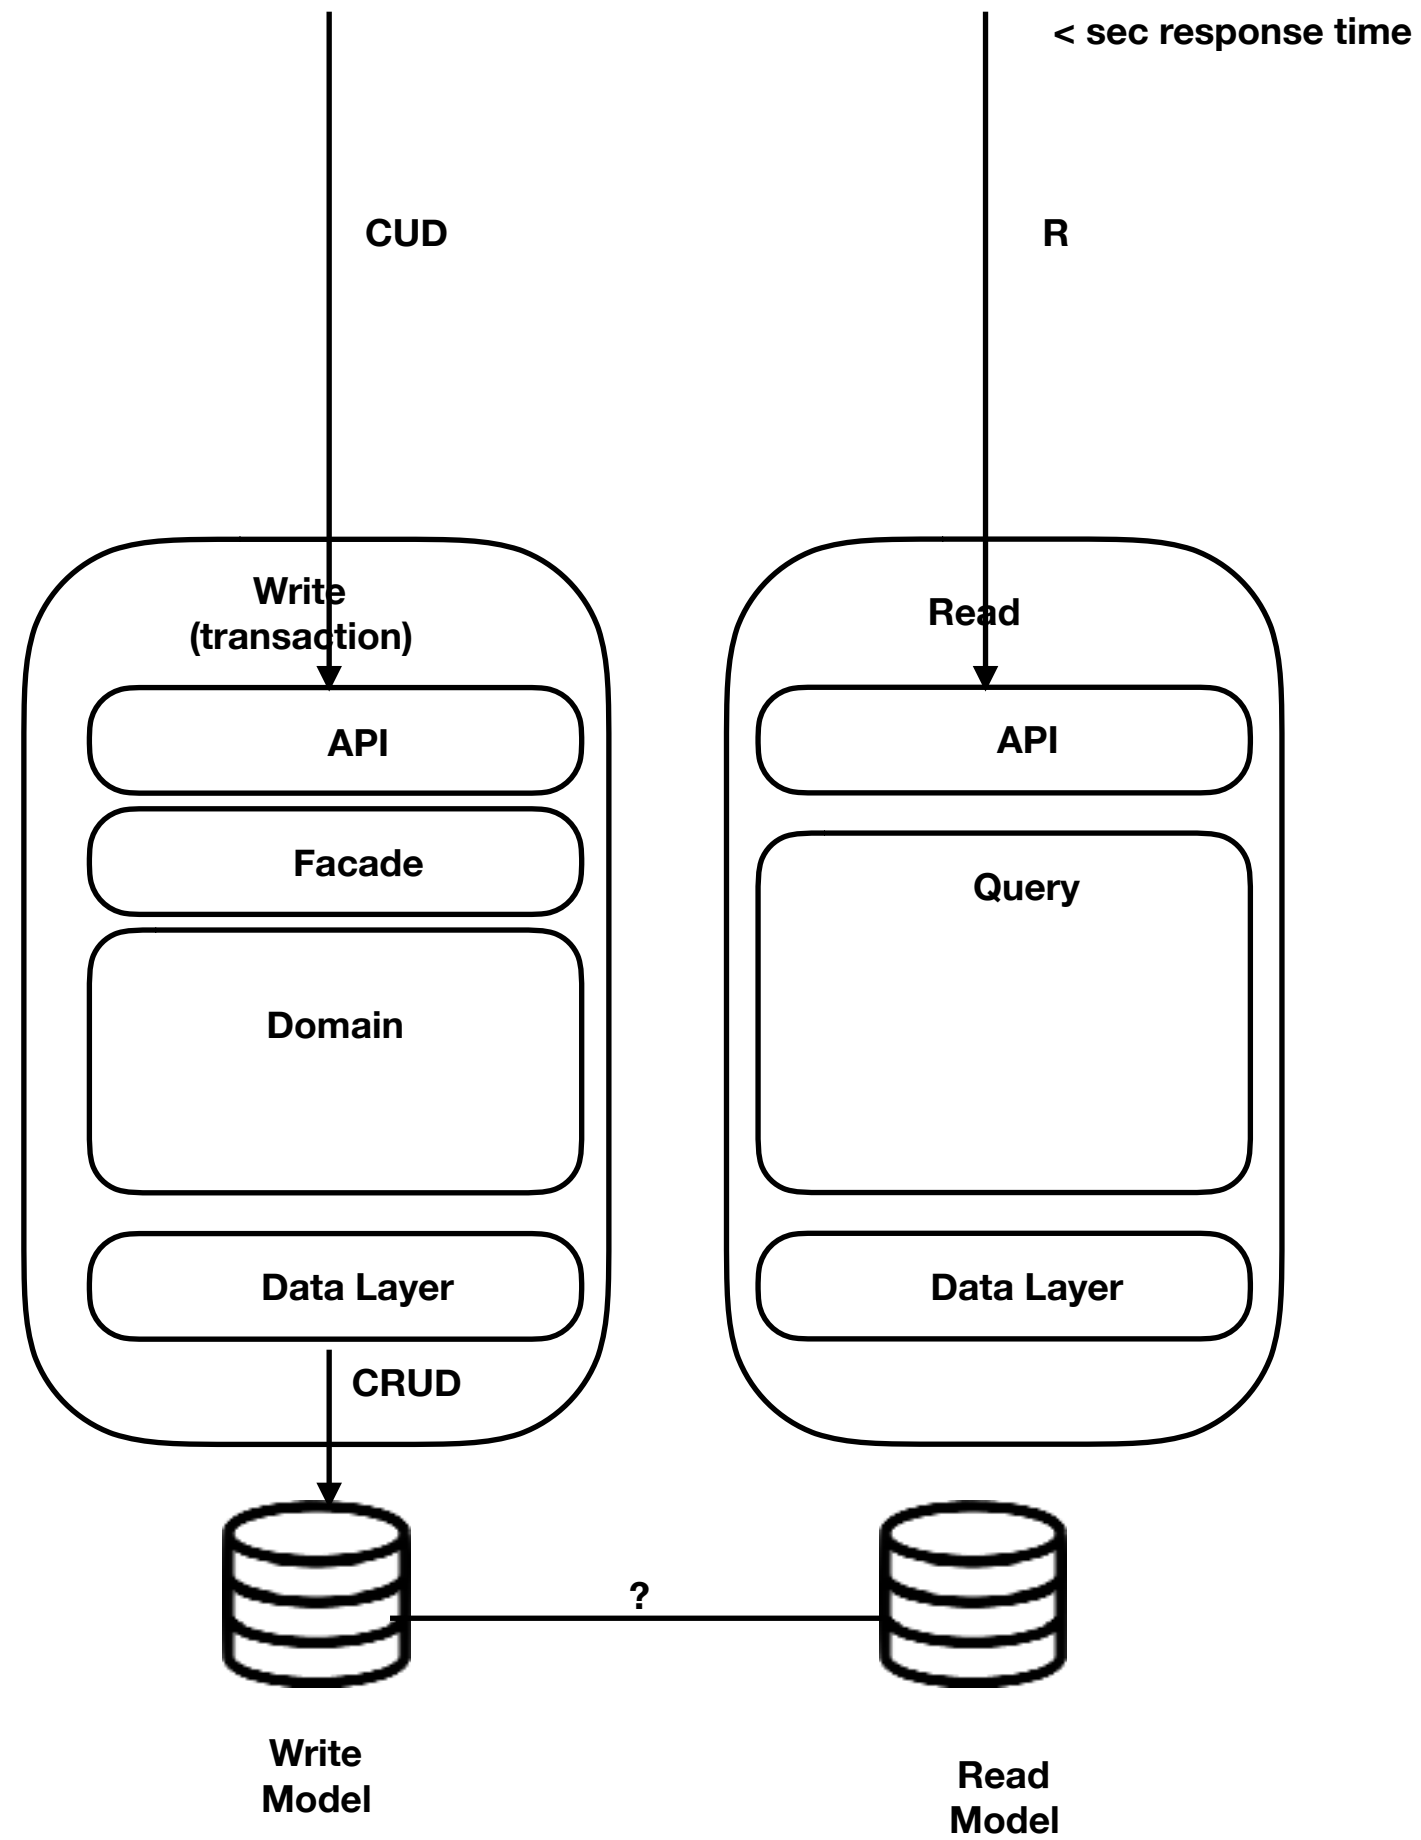 < sec response time
CUD
R
Write
(transaction)
Read
API
API
Facade
Query
Domain
Data Layer
Data Layer
CRUD
?
Write
Model
Read
Model